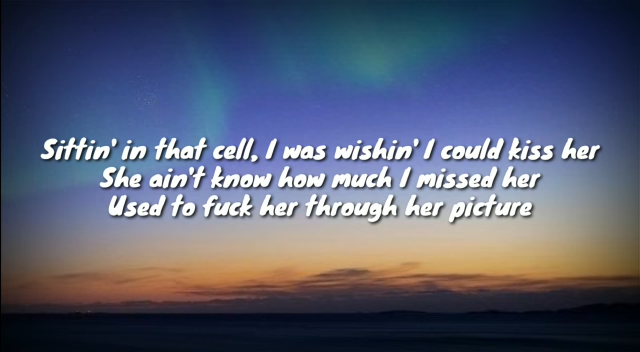 Sittin' in that cell, I was wishin' I could kiss her
She ain't know how much I missed her
Used to fuck her through her picture